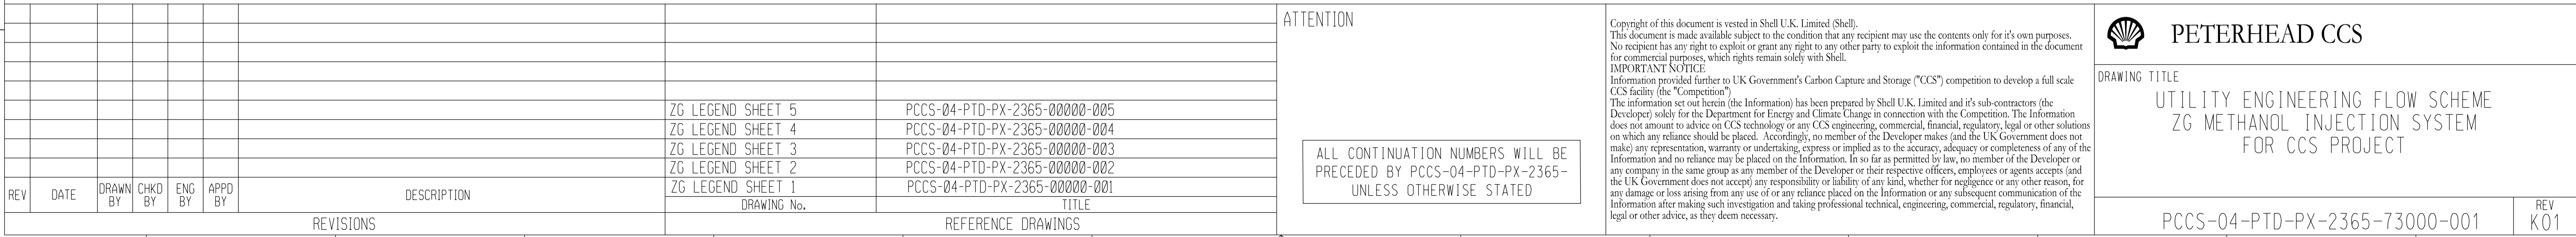 ZG LEGEND SHEET 5 PCCS-04-PTD-PX-2365-00000-005
ZG LEGEND SHEET 4 PCCS-04-PTD-PX-2365-00000-004
ZG LEGEND SHEET 3 PCCS-04-PTD-PX-2365-00000-003
ZG LEGEND SHEET 2 PCCS-04-PTD-PX-2365-00000-002
ZG LEGEND SHEET 1 PCCS-04-PTD-PX-2365-00000-001
REV DATE DRAWN BY CHKD BY ENG BY APPD BY DESCRIPTION
DRAWING No. TITLE
REVISIONS
REFERENCE DRAWINGS
ATTENTION
ALL CONTINUATION NUMBERS WILL BE
PRECEDED BY PCCS-04-PTD-PX-2365-
UNLESS OTHERWISE STATED
Copyright of this document is vested in Shell U.K. Limited (Shell).
This document is made available subject to the condition that any recipient may use the contents only for it's own purposes.
No recipient has any right to exploit or grant any right to any other party to exploit the information contained in the document
for commercial purposes, which rights remain solely with Shell.
IMPORTANT NOTICE
Information provided further to UK Government's Carbon Capture and Storage ("CCS") competition to develop a full scale
CCS facility (the "Competition")
The information set out herein (the Information) has been prepared by Shell U.K. Limited and it's sub-contractors (the
Developer) solely for the Department for Energy and Climate Change in connection with the Competition. The Information
does not amount to advice on CCS technology or any CCS engineering, commercial, financial, regulatory, legal or other solutions
on which any reliance should be placed. Accordingly, no member of the Developer makes (and the UK Government does not
make) any representation, warranty or undertaking, express or implied as to the accuracy, adequacy or completeness of any of the
Information and no reliance may be placed on the Information. In so far as permitted by law, no member of the Developer or
any company in the same group as any member of the Developer or their respective officers, employees or agents accepts (and
the UK Government does not accept) any responsibility or liability of any kind, whether for negligence or any other reason, for
any damage or loss arising from any use of or any reliance placed on the Information or any subsequent communication of the
Information after making such investigation and taking professional technical, engineering, commercial, regulatory, financial,
legal or other advice, as they deem necessary.
PETERHEAD CCS
DRAWING TITLE
UTILITY ENGINEERING FLOW SCHEME
ZG METHANOL INJECTION SYSTEM
FOR CCS PROJECT
PCCS-04-PTD-PX-2365-73000-001
REV
K01